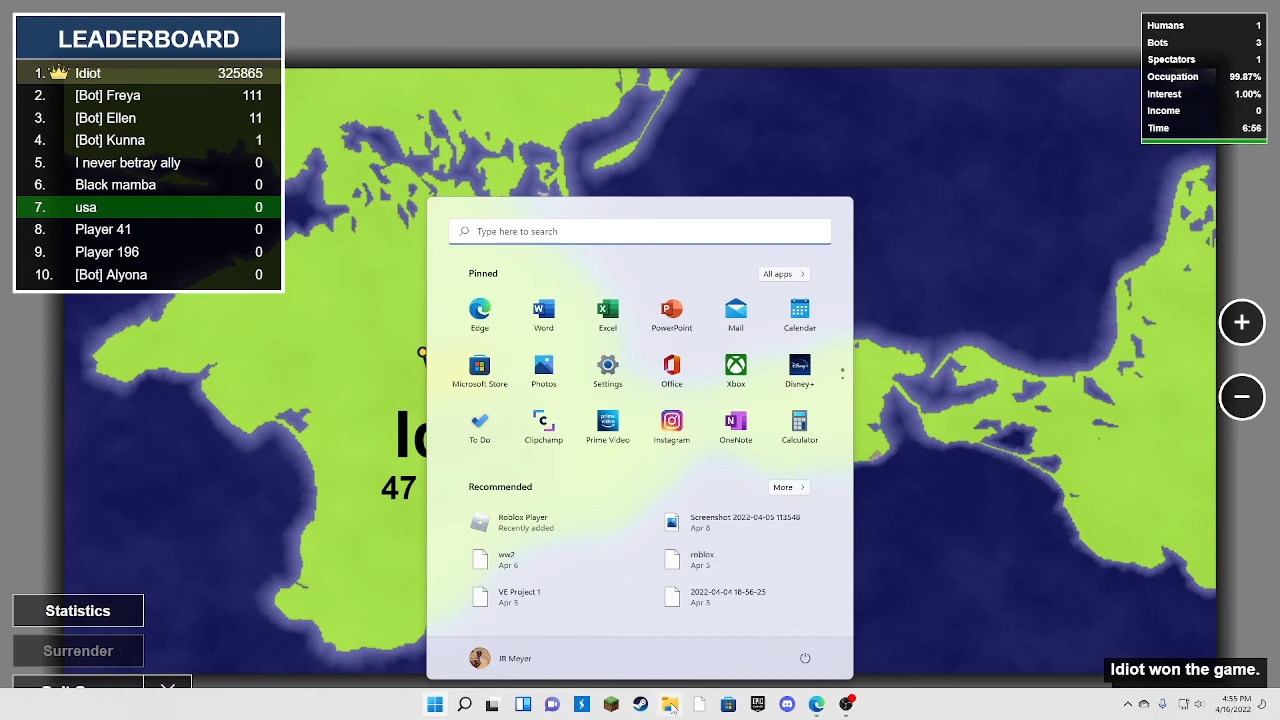 LEADERBOARD
1. Idiot 325865
2. [Bot] Freya 111
3. [Bot] Ellen 11
4. [Bot] Kunna 1
5. I never betray ally 0
6. Black mamba 0
7. usa 0
8. Player 41 0
9. Player 196 0
10. [Bot] Alyona 0
Humans 1
Bots 3
Spectators 1
Occupation 99.87%
Interest 1.00%
Income 0
Time 6:56
Type here to search
Pinned
All apps
Edge Word Excel PowerPoint Mail Calendar
Microsoft Store Photos Settings Office Xbox Disney+
To Do Clipchamp Prime Video Instagram OneNote Calculator
47
Recommended
More
Roblox Player
Recently added
Screenshot 2022-04-05 113548
Apr 8
ww2
Apr 6
roblox
Apr 5
VE Project 1
Apr 5
2022-04-04 18-56-25
Apr 5
JR Meyer
Statistics
Surrender
Idiot won the game.
4:55 PM
4/16/2022